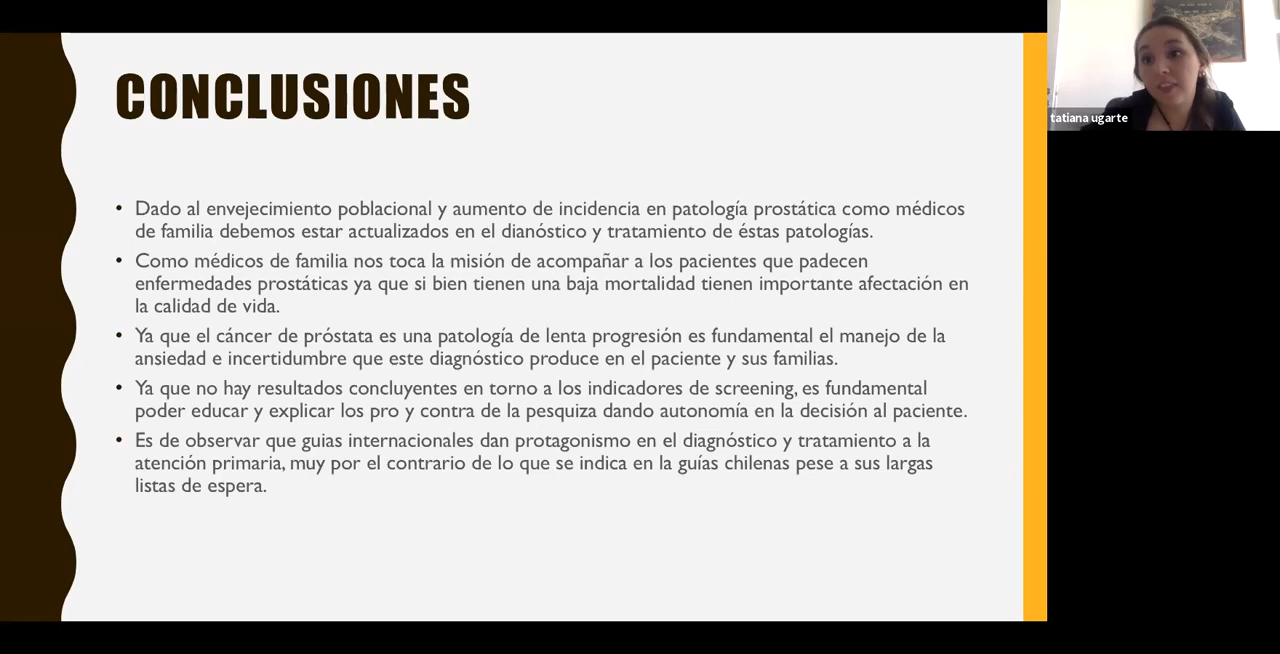 CONCLUSIONES
• Dado al envejecimiento poblacional y aumento de incidencia en patología prostática como médicos
de familia debemos estar actualizados en el dianóstico y tratamiento de éstas patologías.
• Como médicos de familia nos toca la misión de acompañar a los pacientes que padecen
enfermedades prostáticas ya que si bien tienen una baja mortalidad tienen importante afectación en
la calidad de vida.
• Ya que el cáncer de próstata es una patología de lenta progresión es fundamental el manejo de la
ansiedad e incertidumbre que este diagnóstico produce en el paciente y sus familias.
• Ya que no hay resultados concluyentes en torno a los indicadores de screening, es fundamental
poder educar y explicar los pro y contra de la pesquiza dando autonomía en la decisión al paciente.
• Es de observar que guias internacionales dan protagonismo en el diagnóstico y tratamiento a la
atención primaria, muy por el contrario de lo que se indica en la guías chilenas pese a sus largas
listas de espera.
tatiana ugarte